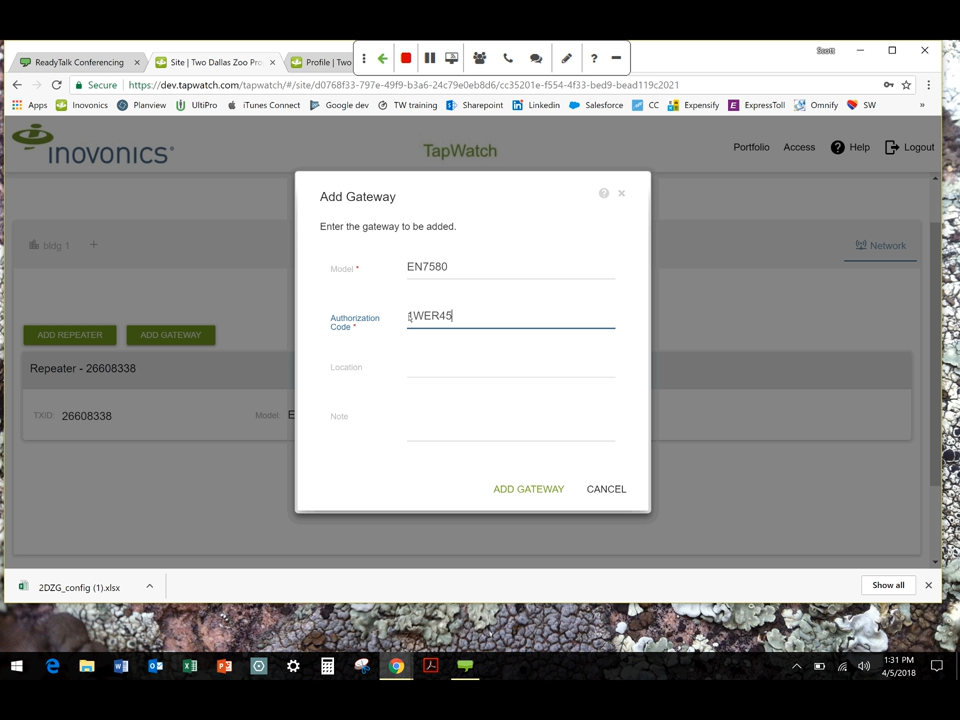 Scott
ReadyTalk Conferencing
Site | Two Dallas Zoo Pro
Profile | Two
Secure
https://dev.tapwatch.com/tapwatch/#/site/d0768f33-797e-49f9-b3a6-24c79e0eb8d6/cc35201e-f554-4f33-bed9-bead119c2021
Apps Inovonics Planview UltiPro iTunes Connect Google dev TW training Sharepoint Linkedin Salesforce CC Expensify ExpressToll Omnify SW »
inovonics
TapWatch
Portfolio Access Help Logout
Add Gateway
Enter the gateway to be added.
bldg 1 +
Network
Model * EN7580
Authorization
Code *
WER45
ADD REPEATER ADD GATEWAY
Repeater - 26608338
Location
TXID: 26608338 Model: E
Note
ADD GATEWAY CANCEL
2DZG_config (1).xlsx
Show all
1:31 PM
4/5/2018